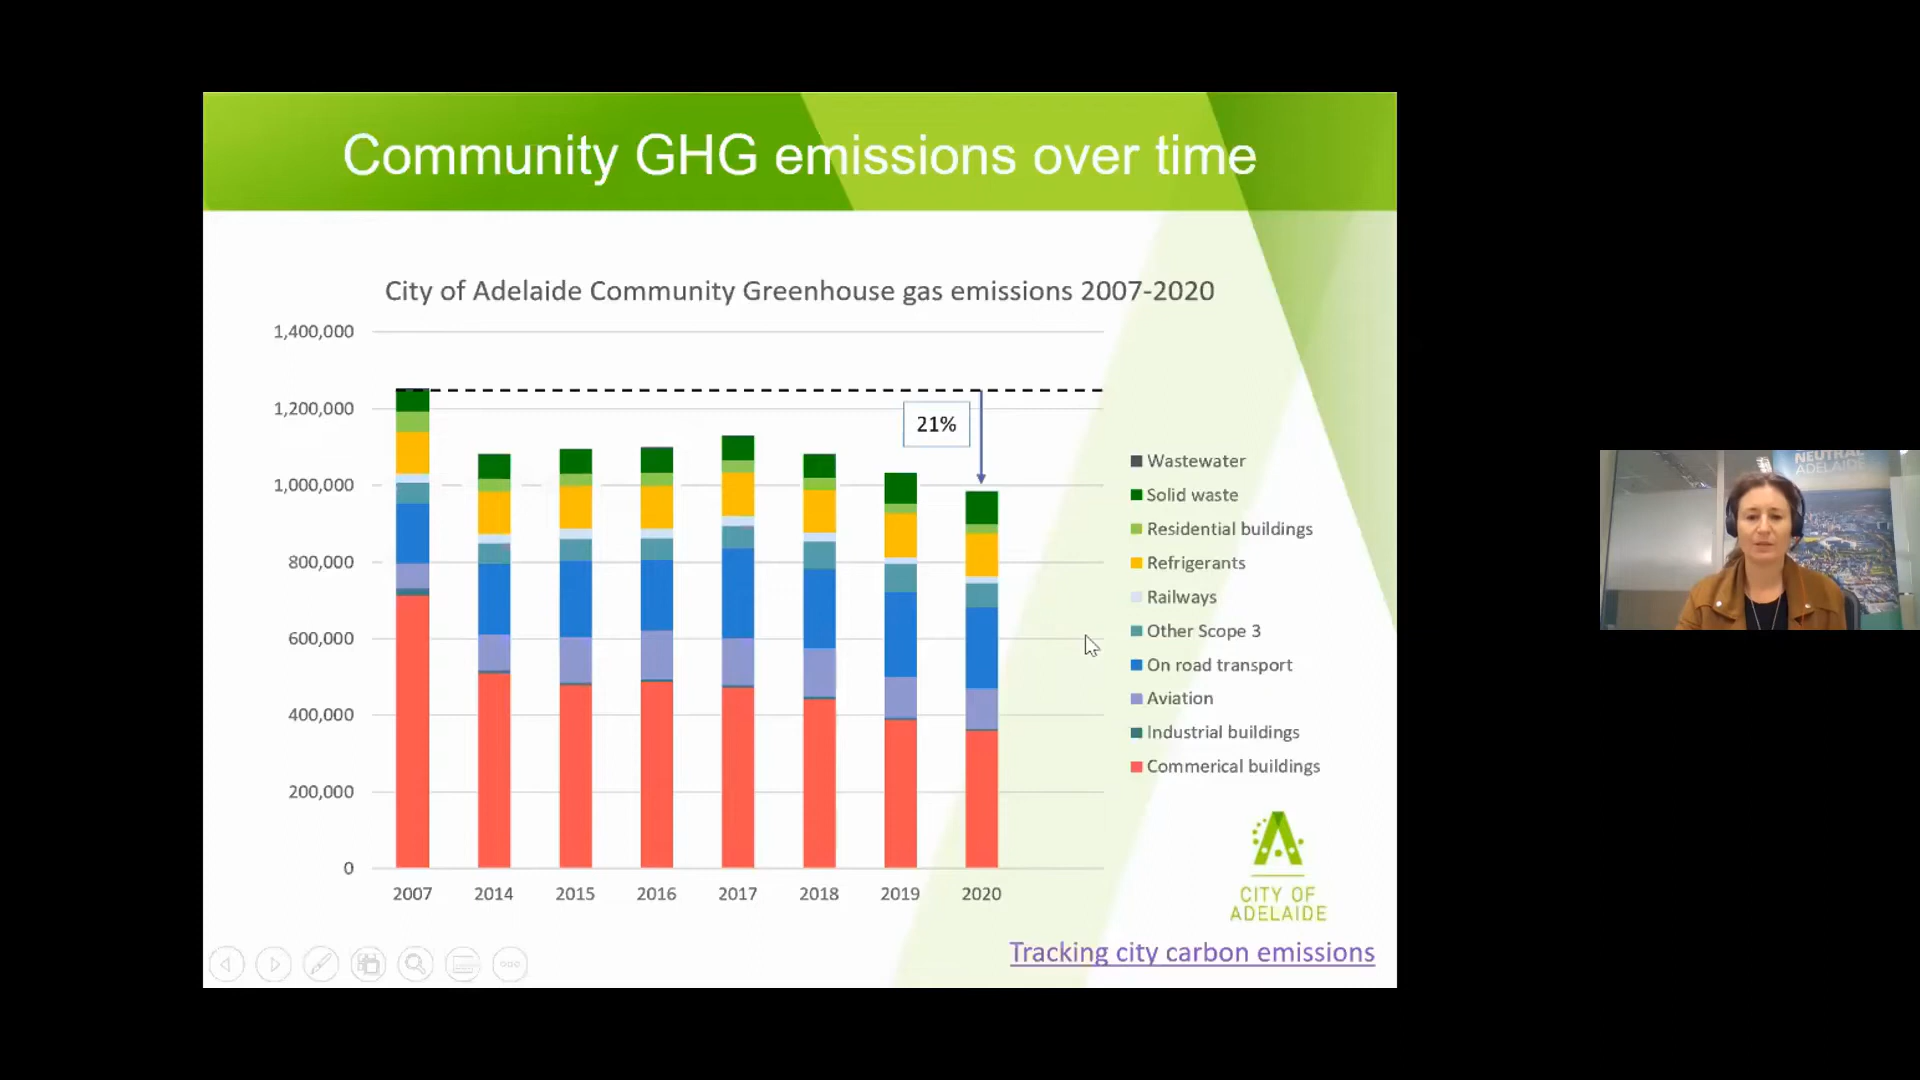 Community GHG emissions over time
City of Adelaide Community Greenhouse gas emissions 2007-2020
1,400,000
1,200,000
1,000,000
800,000
600,000
400,000
200,000
0
21%
2007 2014 2015 2016 2017 2018 2019 2020
Wastewater
Solid waste
Residential buildings
Refrigerants
Railways
Other Scope 3
On road transport
Aviation
Industrial buildings
Commerical buildings
CITY OF
ADELAIDE
Tracking city carbon emissions
NEUTRAL
ADELAIDE